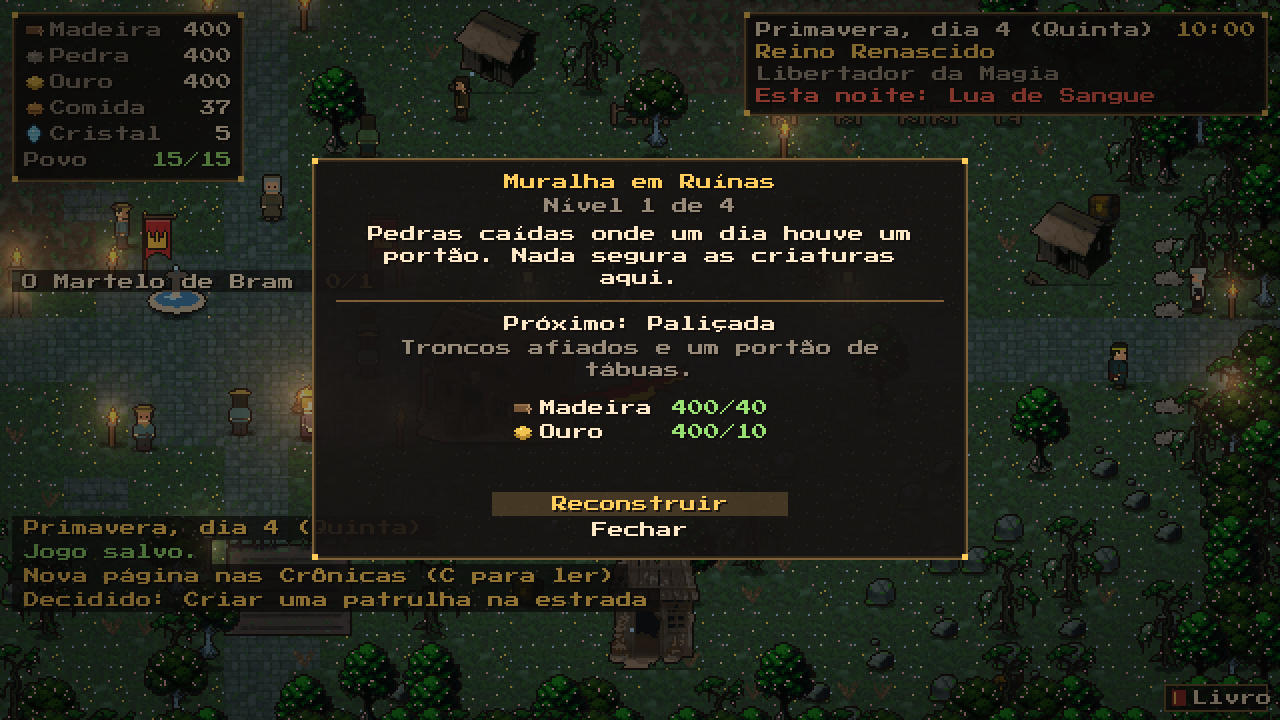 Madeira 400
Pedra 400
Ouro 400
Comida 37
Cristal 5
Povo 15/15
Primavera, dia 4 (Quinta) 10:00
Reino Renascido
Libertador da Magia
Esta noite: Lua de Sangue
O Martelo de Bram 0/1
Muralha em Ruínas
Nível 1 de 4
Pedras caídas onde um dia houve um
portão. Nada segura as criaturas
aqui.
Próximo: Paliçada
Troncos afiados e um portão de
tábuas.
Madeira 400/40
Ouro 400/10
Reconstruir
Fechar
Primavera, dia 4 (Quinta)
Jogo salvo.
Nova página nas Crônicas (C para ler)
Decidido: Criar uma patrulha na estrada
Livro